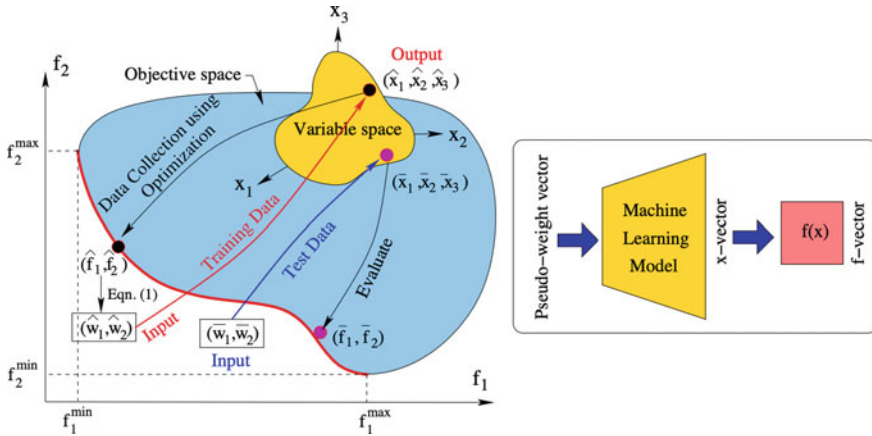 x₃
f₂
Output
Objective space
(x̂₁ ,x̂₂ ,x̂₃)
Data Collection using
Optimization
Variable space
x₂
f₂ᵐᵃˣ
x₁
(x̄₁ ,x̄₂ ,x̄₃)
Training Data
Test Data
Evaluate
(f̂₁,f̂₂)
Eqn. (1)
(ŵ₁,ŵ₂)
Input
(w̄₁,w̄₂)
Input
(f̄₁, f̄₂)
f₂ᵐⁱⁿ
f₁
f₁ᵐⁱⁿ
f₁ᵐᵃˣ
Pseudo-weight vector
Machine
Learning
Model
x-vector
f(x)
f-vector